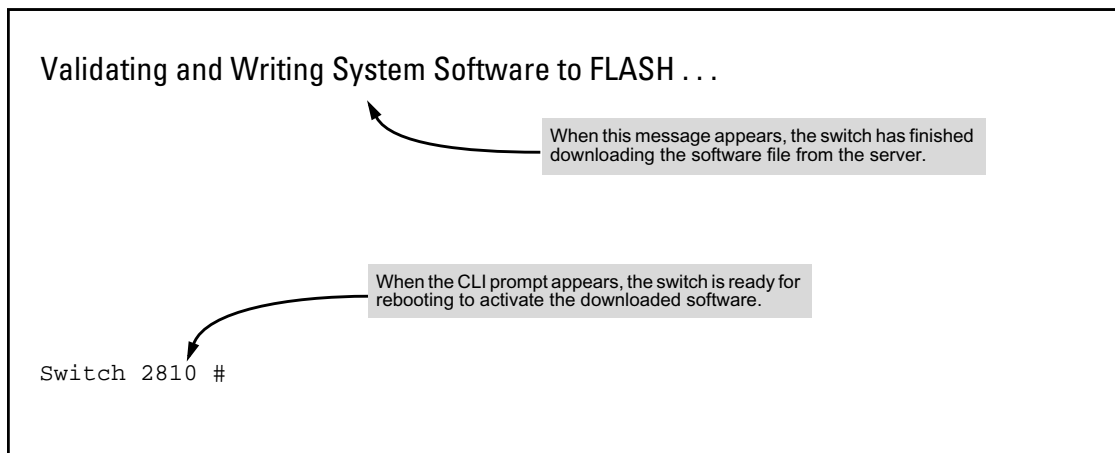 Validating and Writing System Software to FLASH . . .
When this message appears, the switch has finished
downloading the software file from the server.
When the CLI prompt appears, the switch is ready for
rebooting to activate the downloaded software.
Switch 2810 #